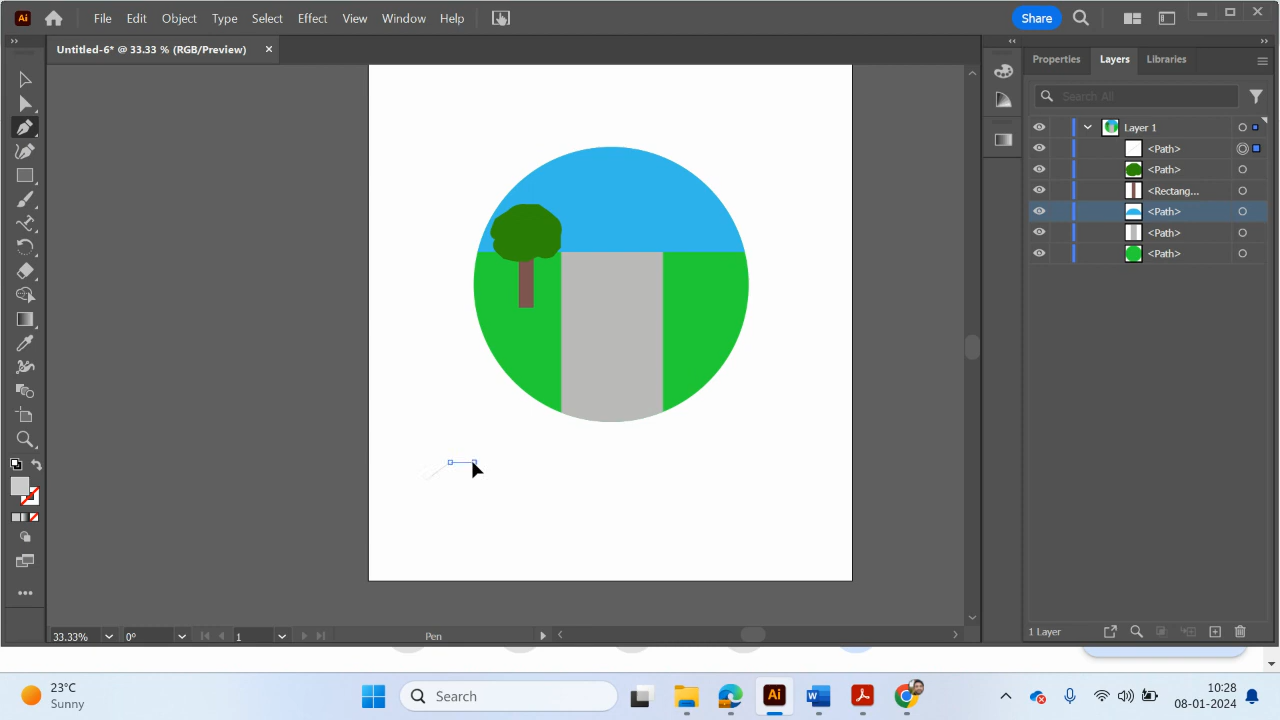 Ai File Edit Object Type Select Effect View Window Help Share
Untitled-6* @ 33.33 % (RGB/Preview)
Properties Layers Libraries
Search All
Layer 1
<Path>
<Path>
<Rectang...
<Path>
<Path>
<Path>
33.33% 0° 1 Pen
1 Layer
23°C
Sunny
Search
Ai
10:28
08-01-2024